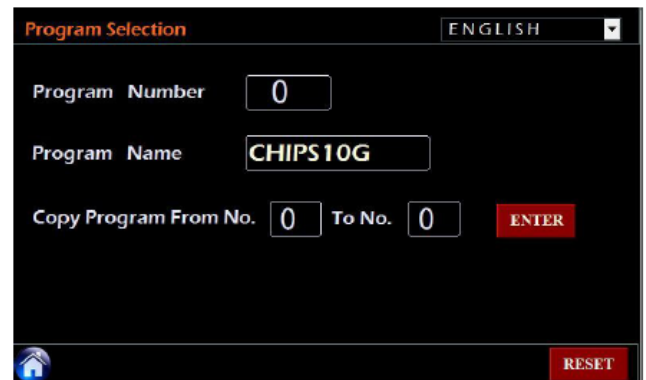 Program Selection ENGLISH
Program Number 0
Program Name CHIPS10G
Copy Program From No. 0 To No. 0 ENTER
RESET